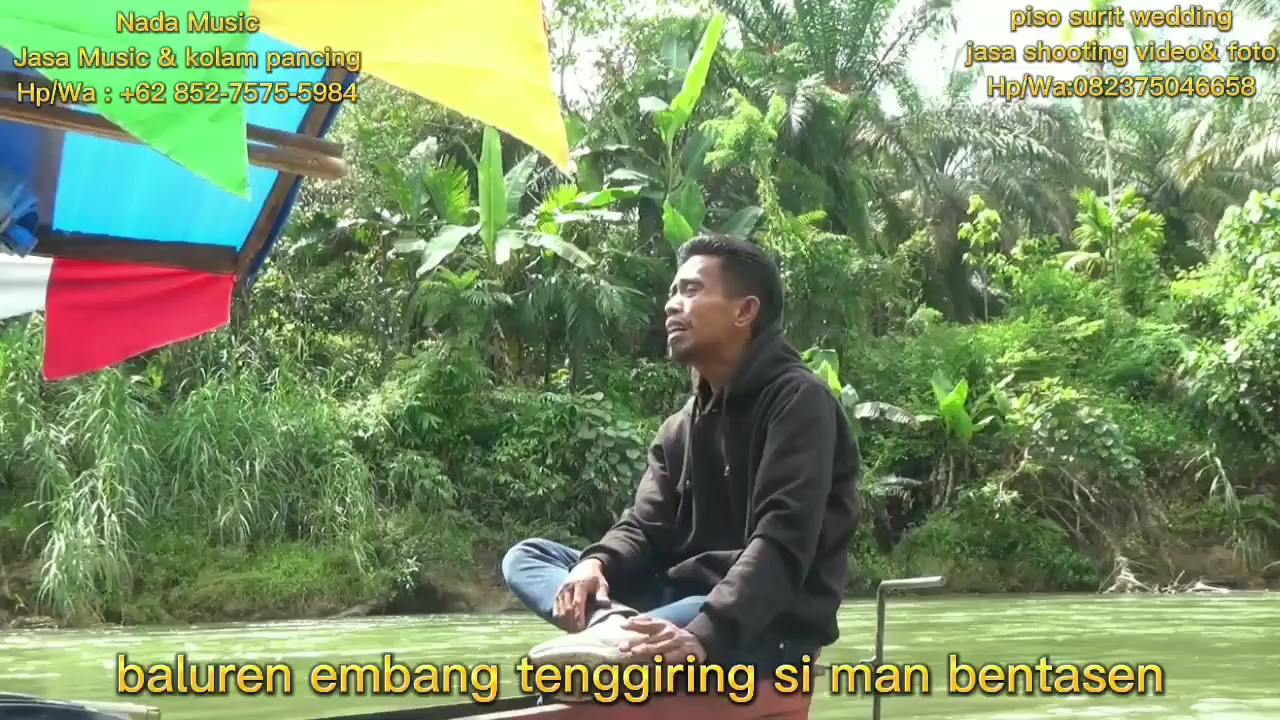 Nada Music
Jasa Music & kolam pancing
Hp/Wa : +62 852-7575-5984
piso surit wedding
jasa shooting video& foto
Hp/Wa:082375046658
baluren embang tenggiring si man bentasen